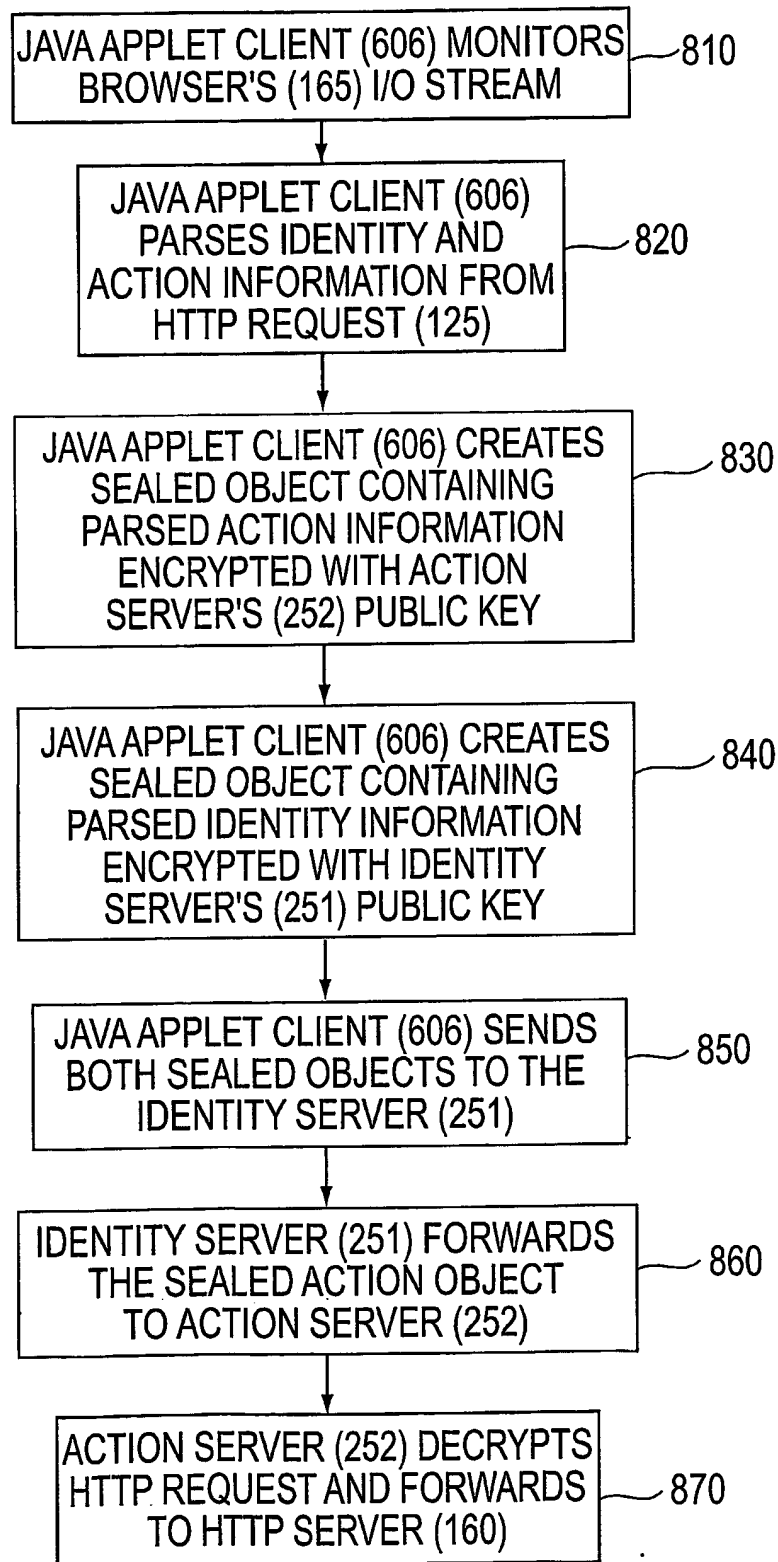 JAVA APPLET CLIENT (606) MONITORS
BROWSER'S (165) I/O STREAM
810
JAVA APPLET CLIENT (606)
PARSES IDENTITY AND
ACTION INFORMATION FROM
HTTP REQUEST (125)
820
JAVA APPLET CLIENT (606) CREATES
SEALED OBJECT CONTAINING
PARSED ACTION INFORMATION
ENCRYPTED WITH ACTION
SERVER'S (252) PUBLIC KEY
830
JAVA APPLET CLIENT (606) CREATES
SEALED OBJECT CONTAINING
PARSED IDENTITY INFORMATION
ENCRYPTED WITH IDENTITY
SERVER'S (251) PUBLIC KEY
840
JAVA APPLET CLIENT (606) SENDS
BOTH SEALED OBJECTS TO THE
IDENTITY SERVER (251)
850
IDENTITY SERVER (251) FORWARDS
THE SEALED ACTION OBJECT
TO ACTION SERVER (252)
860
ACTION SERVER (252) DECRYPTS
HTTP REQUEST AND FORWARDS
TO HTTP SERVER (160)
870